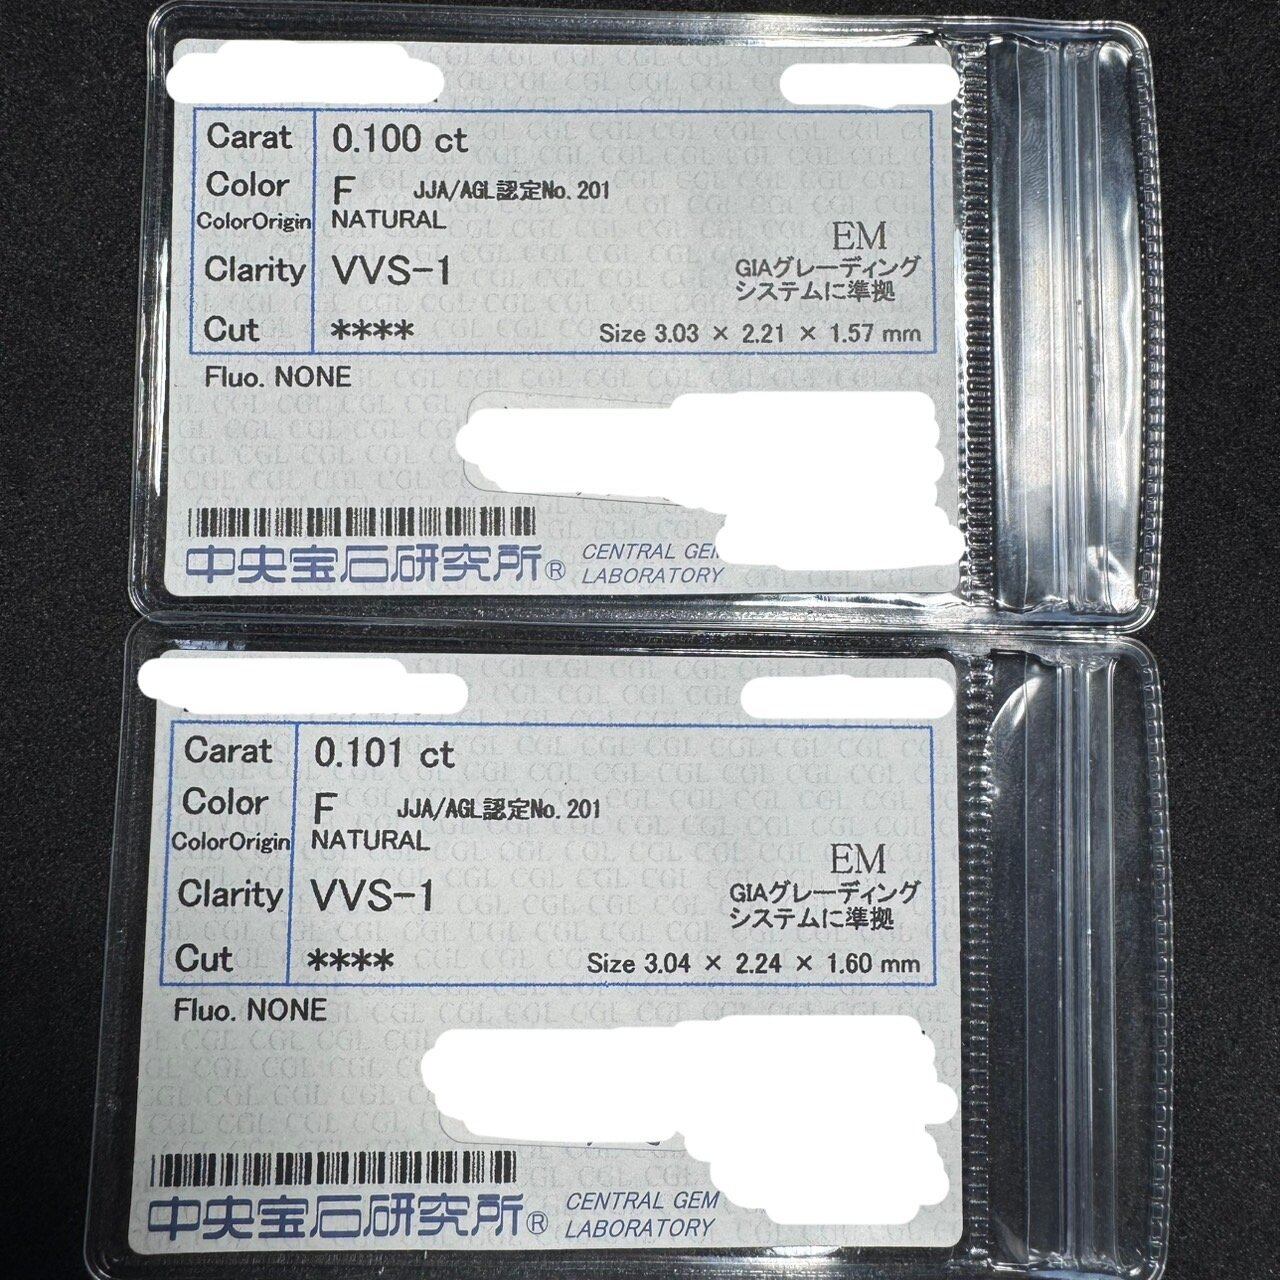 Carat 0.100 ct
Color F JJA/AGL認定No. 201
ColorOrigin NATURAL
EM
Clarity VVS-1 GIAグレーディング
システムに準拠
Cut **** Size 3.03 × 2.21 × 1.57 mm
Fluo. NONE
中央宝石研究所® CENTRAL GEM
LABORATORY
Carat 0.101 ct
Color F JJA/AGL認定No. 201
ColorOrigin NATURAL
EM
Clarity VVS-1 GIAグレーディング
システムに準拠
Cut **** Size 3.04 × 2.24 × 1.60 mm
Fluo. NONE
中央宝石研究所® CENTRAL GEM
LABORATORY